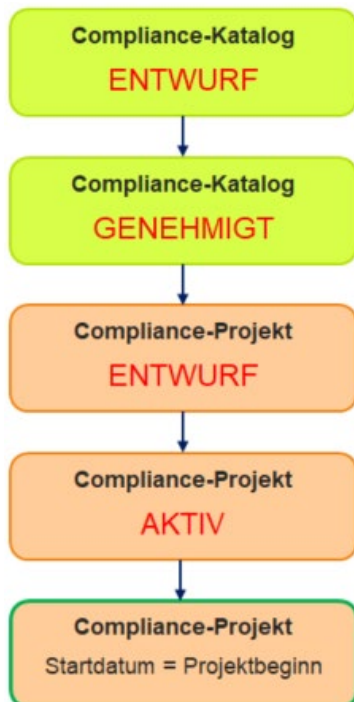 Compliance-Katalog
ENTWURF
Compliance-Katalog
GENEHMIGT
Compliance-Projekt
ENTWURF
Compliance-Projekt
AKTIV
Compliance-Projekt
Startdatum = Projektbeginn